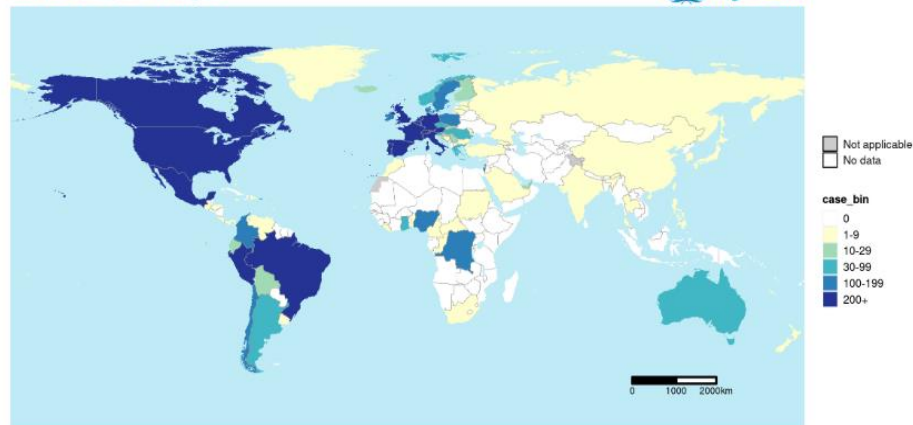 Not applicable
No data
case_bin
0
1-9
10-29
30-99
100-199
200+
0 1000 2000km